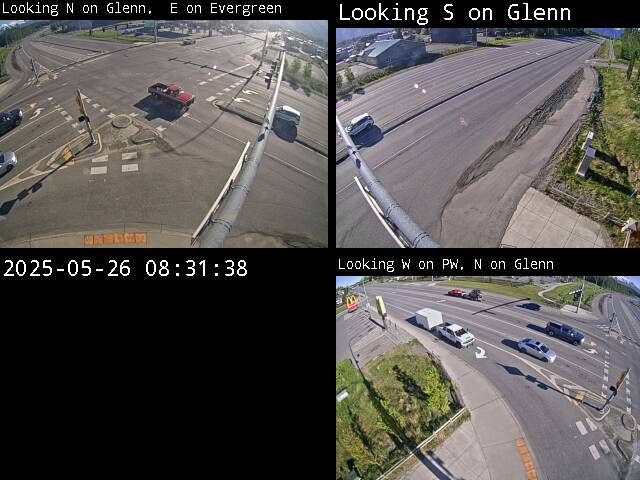 Looking N on Glenn,  E on Evergreen
Looking S on Glenn
2025-05-26 08:31:38
Looking W on PW, N on Glenn